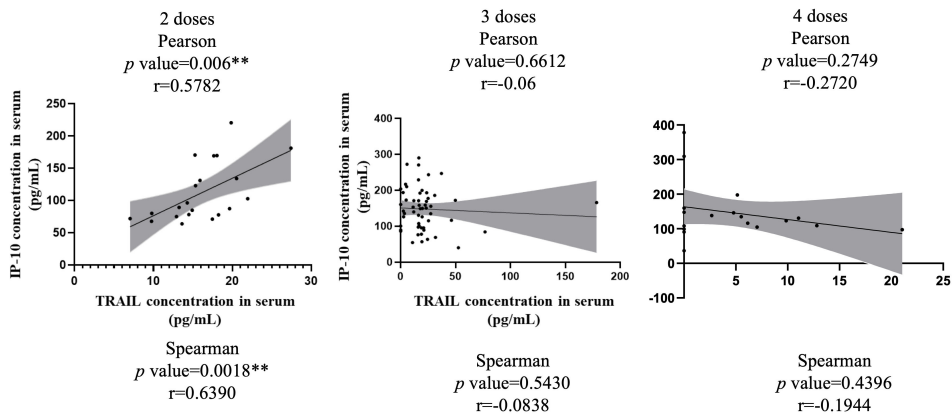 2 doses
Pearson
p value=0.006**
r=0.5782
IP-10 concentration in serum
(pg/mL)
250
200
150
100
50
0
0
10
20
30
TRAIL concentration in serum
(pg/mL)
Spearman
p value=0.0018**
r=0.6390
3 doses
Pearson
p value=0.6612
r=-0.06
IP-10 concentration in serum
(pg/mL)
400
300
200
100
0
0
50
100
150
200
TRAIL concentration in serum
(pg/mL)
Spearman
p value=0.5430
r=-0.0838
4 doses
Pearson
p value=0.2749
r=-0.2720
400
300
200
100
0
-100
5
10
15
20
25
Spearman
p value=0.4396
r=-0.1944